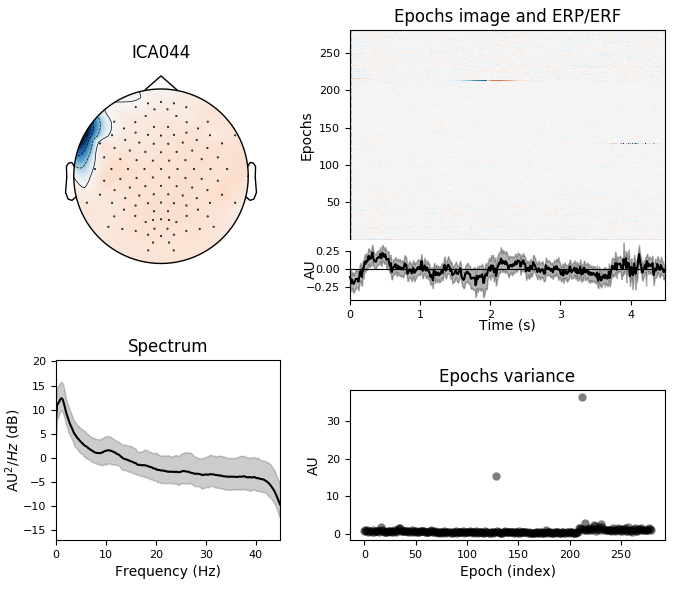 ICA044
Epochs image and ERP/ERF
Epochs
250
200
150
100
50
AU
0.25
0.00
−0.25
0 1 2 3 4
Time (s)
Spectrum
AU²/Hz (dB)
20
15
10
5
0
−5
−10
−15
0 10 20 30 40
Frequency (Hz)
Epochs variance
AU
30
20
10
0
0 50 100 150 200 250
Epoch (index)